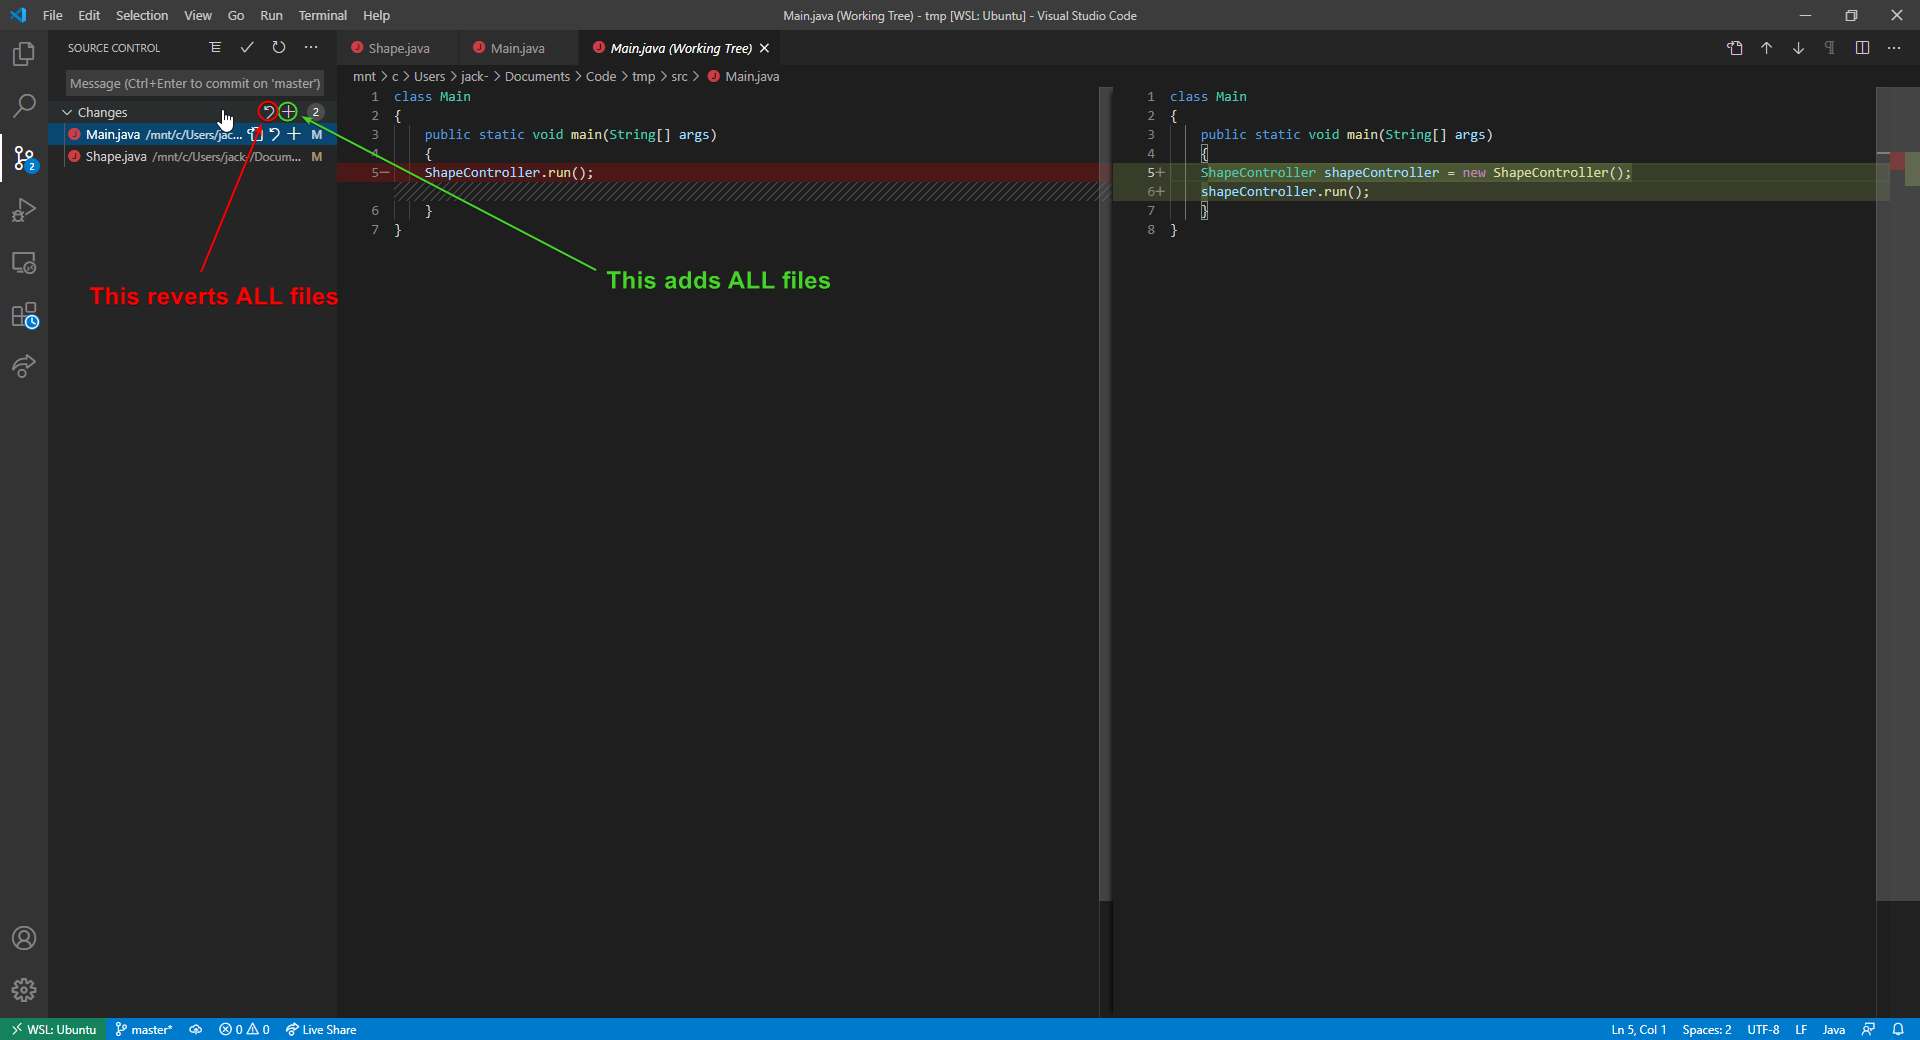 File Edit Selection View Go Run Terminal Help
Main.java (Working Tree) - tmp [WSL: Ubuntu] - Visual Studio Code
SOURCE CONTROL
Message (Ctrl+Enter to commit on 'master')
Changes 2
Main.java /mnt/c/Users/jac... M
Shape.java /mnt/c/Users/jack-/Docum... M
2
This reverts ALL files
Shape.java Main.java Main.java (Working Tree)
mnt > c > Users > jack- > Documents > Code > tmp > src > Main.java
1 class Main
2 {
3 public static void main(String[] args)
4 {
5— ShapeController.run();
6 }
7 }
This adds ALL files
1 class Main
2 {
3 public static void main(String[] args)
4 {
5+ ShapeController shapeController = new ShapeController();
6+ shapeController.run();
7 }
8 }
WSL: Ubuntu master* 0 0 Live Share
Ln 5, Col 1 Spaces: 2 UTF-8 LF Java